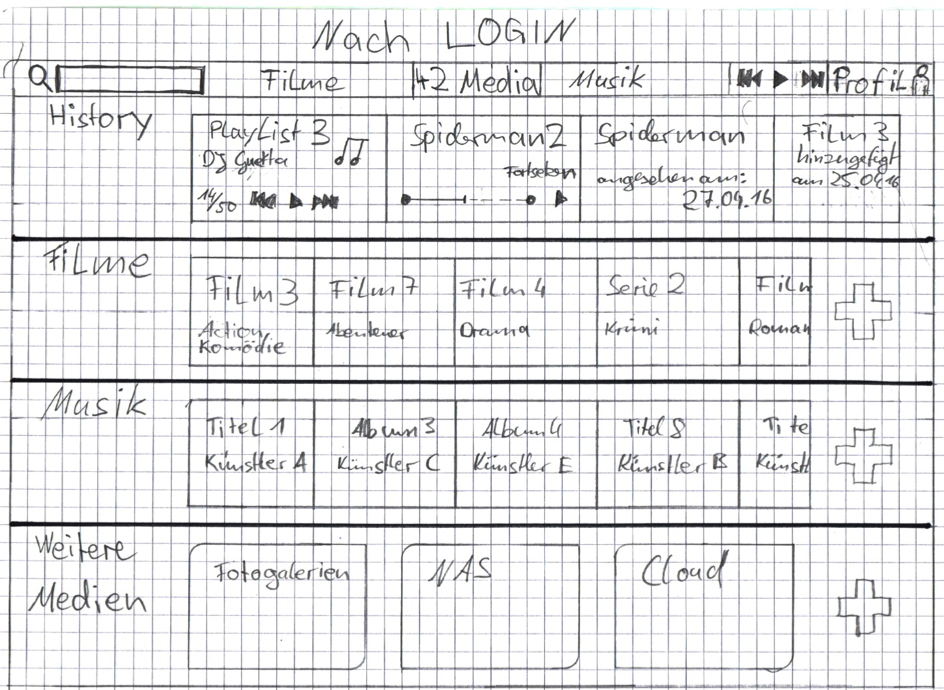 Nach LOGIN
Filme 42 Media Musik Profil
History
PlayList 3
DJ Guetta
14/50
Spiderman 2
Fortsetzen
Spiderman
angesehen am:
27.04.16
Film 3
hinzugefügt
am 25.04.16
Filme
Film 3
Action,
Komödie
Film 7
Abenteuer
Film 4
Drama
Serie 2
Krimi
Film
Roman
Musik
Titel 1
Künstler A
Album 3
Künstler C
Album 4
Künstler E
Titel 8
Künstler B
Tite
Künstl
Weitere
Medien
Fotogalerien
NAS
Cloud